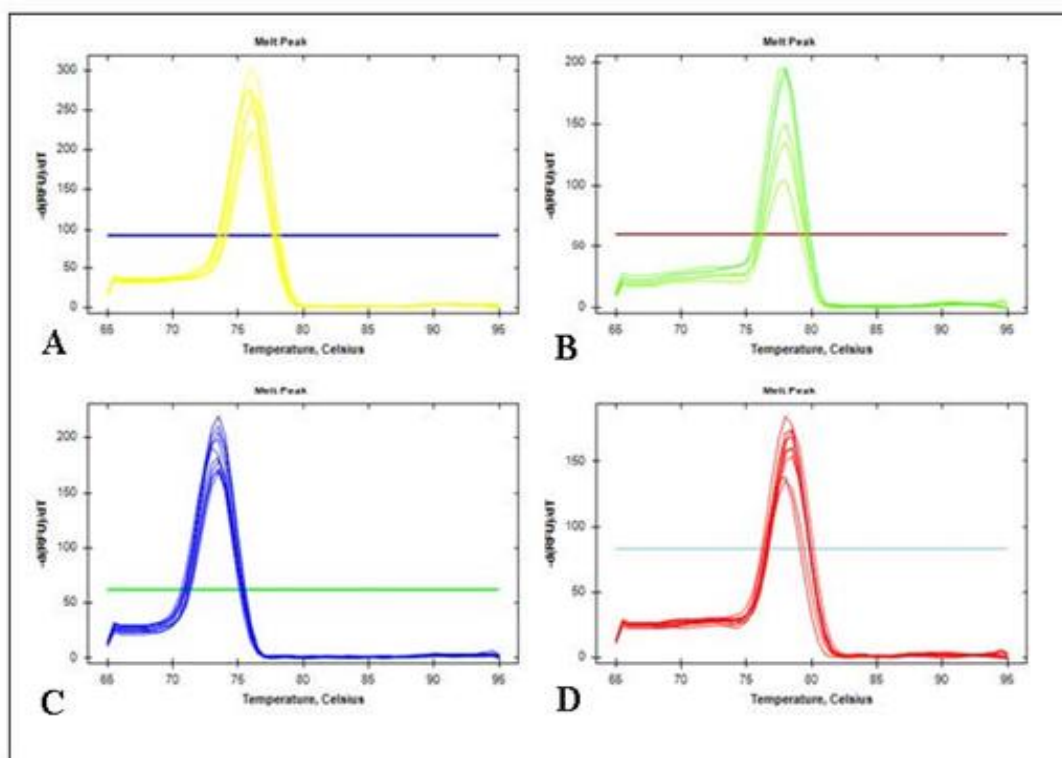 Melt Peak
300
250
200
150
100
50
0
-d(RFU)/dT
65 70 75 80 85 90 95
Temperature, Celsius
A
Melt Peak
200
150
100
50
0
-d(RFU)/dT
65 70 75 80 85 90 95
Temperature, Celsius
B
Melt Peak
200
150
100
50
0
-d(RFU)/dT
65 70 75 80 85 90 95
Temperature, Celsius
C
Melt Peak
150
100
50
0
-d(RFU)/dT
65 70 75 80 85 90 95
Temperature, Celsius
D